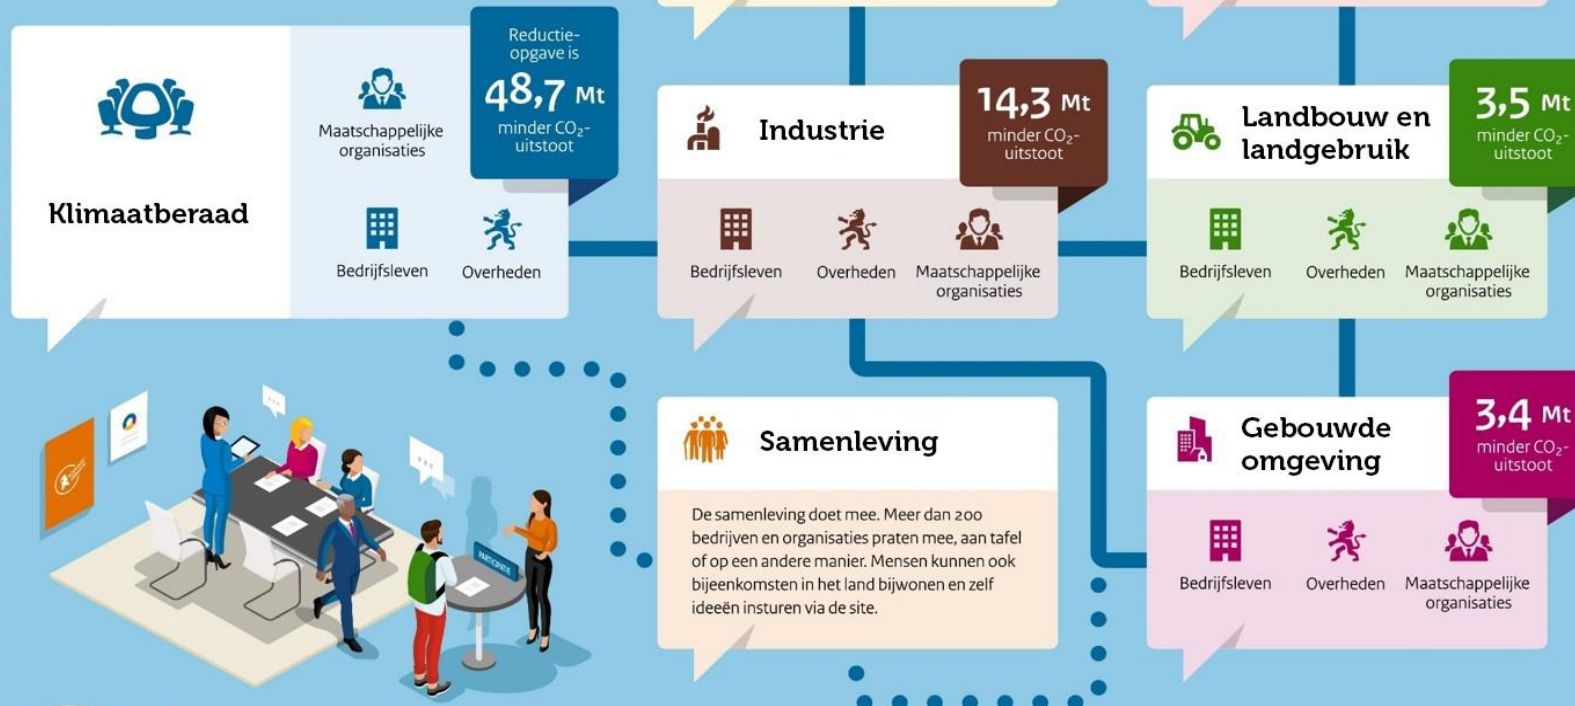 Klimaatberaad
Maatschappelijke
organisaties
Reductie-
opgave is
48,7 Mt
minder CO₂-
uitstoot
Bedrijfsleven
Overheden
Industrie
14,3 Mt
minder CO₂-
uitstoot
Bedrijfsleven
Overheden
Maatschappelijke
organisaties
Landbouw en
landgebruik
3,5 Mt
minder CO₂-
uitstoot
Bedrijfsleven
Overheden
Maatschappelijke
organisaties
PARTICIPATIE
Samenleving
De samenleving doet mee. Meer dan 200
bedrijven en organisaties praten mee, aan tafel
of op een andere manier. Mensen kunnen ook
bijeenkomsten in het land bijwonen en zelf
ideeën insturen via de site.
Gebouwde
omgeving
3,4 Mt
minder CO₂-
uitstoot
Bedrijfsleven
Overheden
Maatschappelijke
organisaties